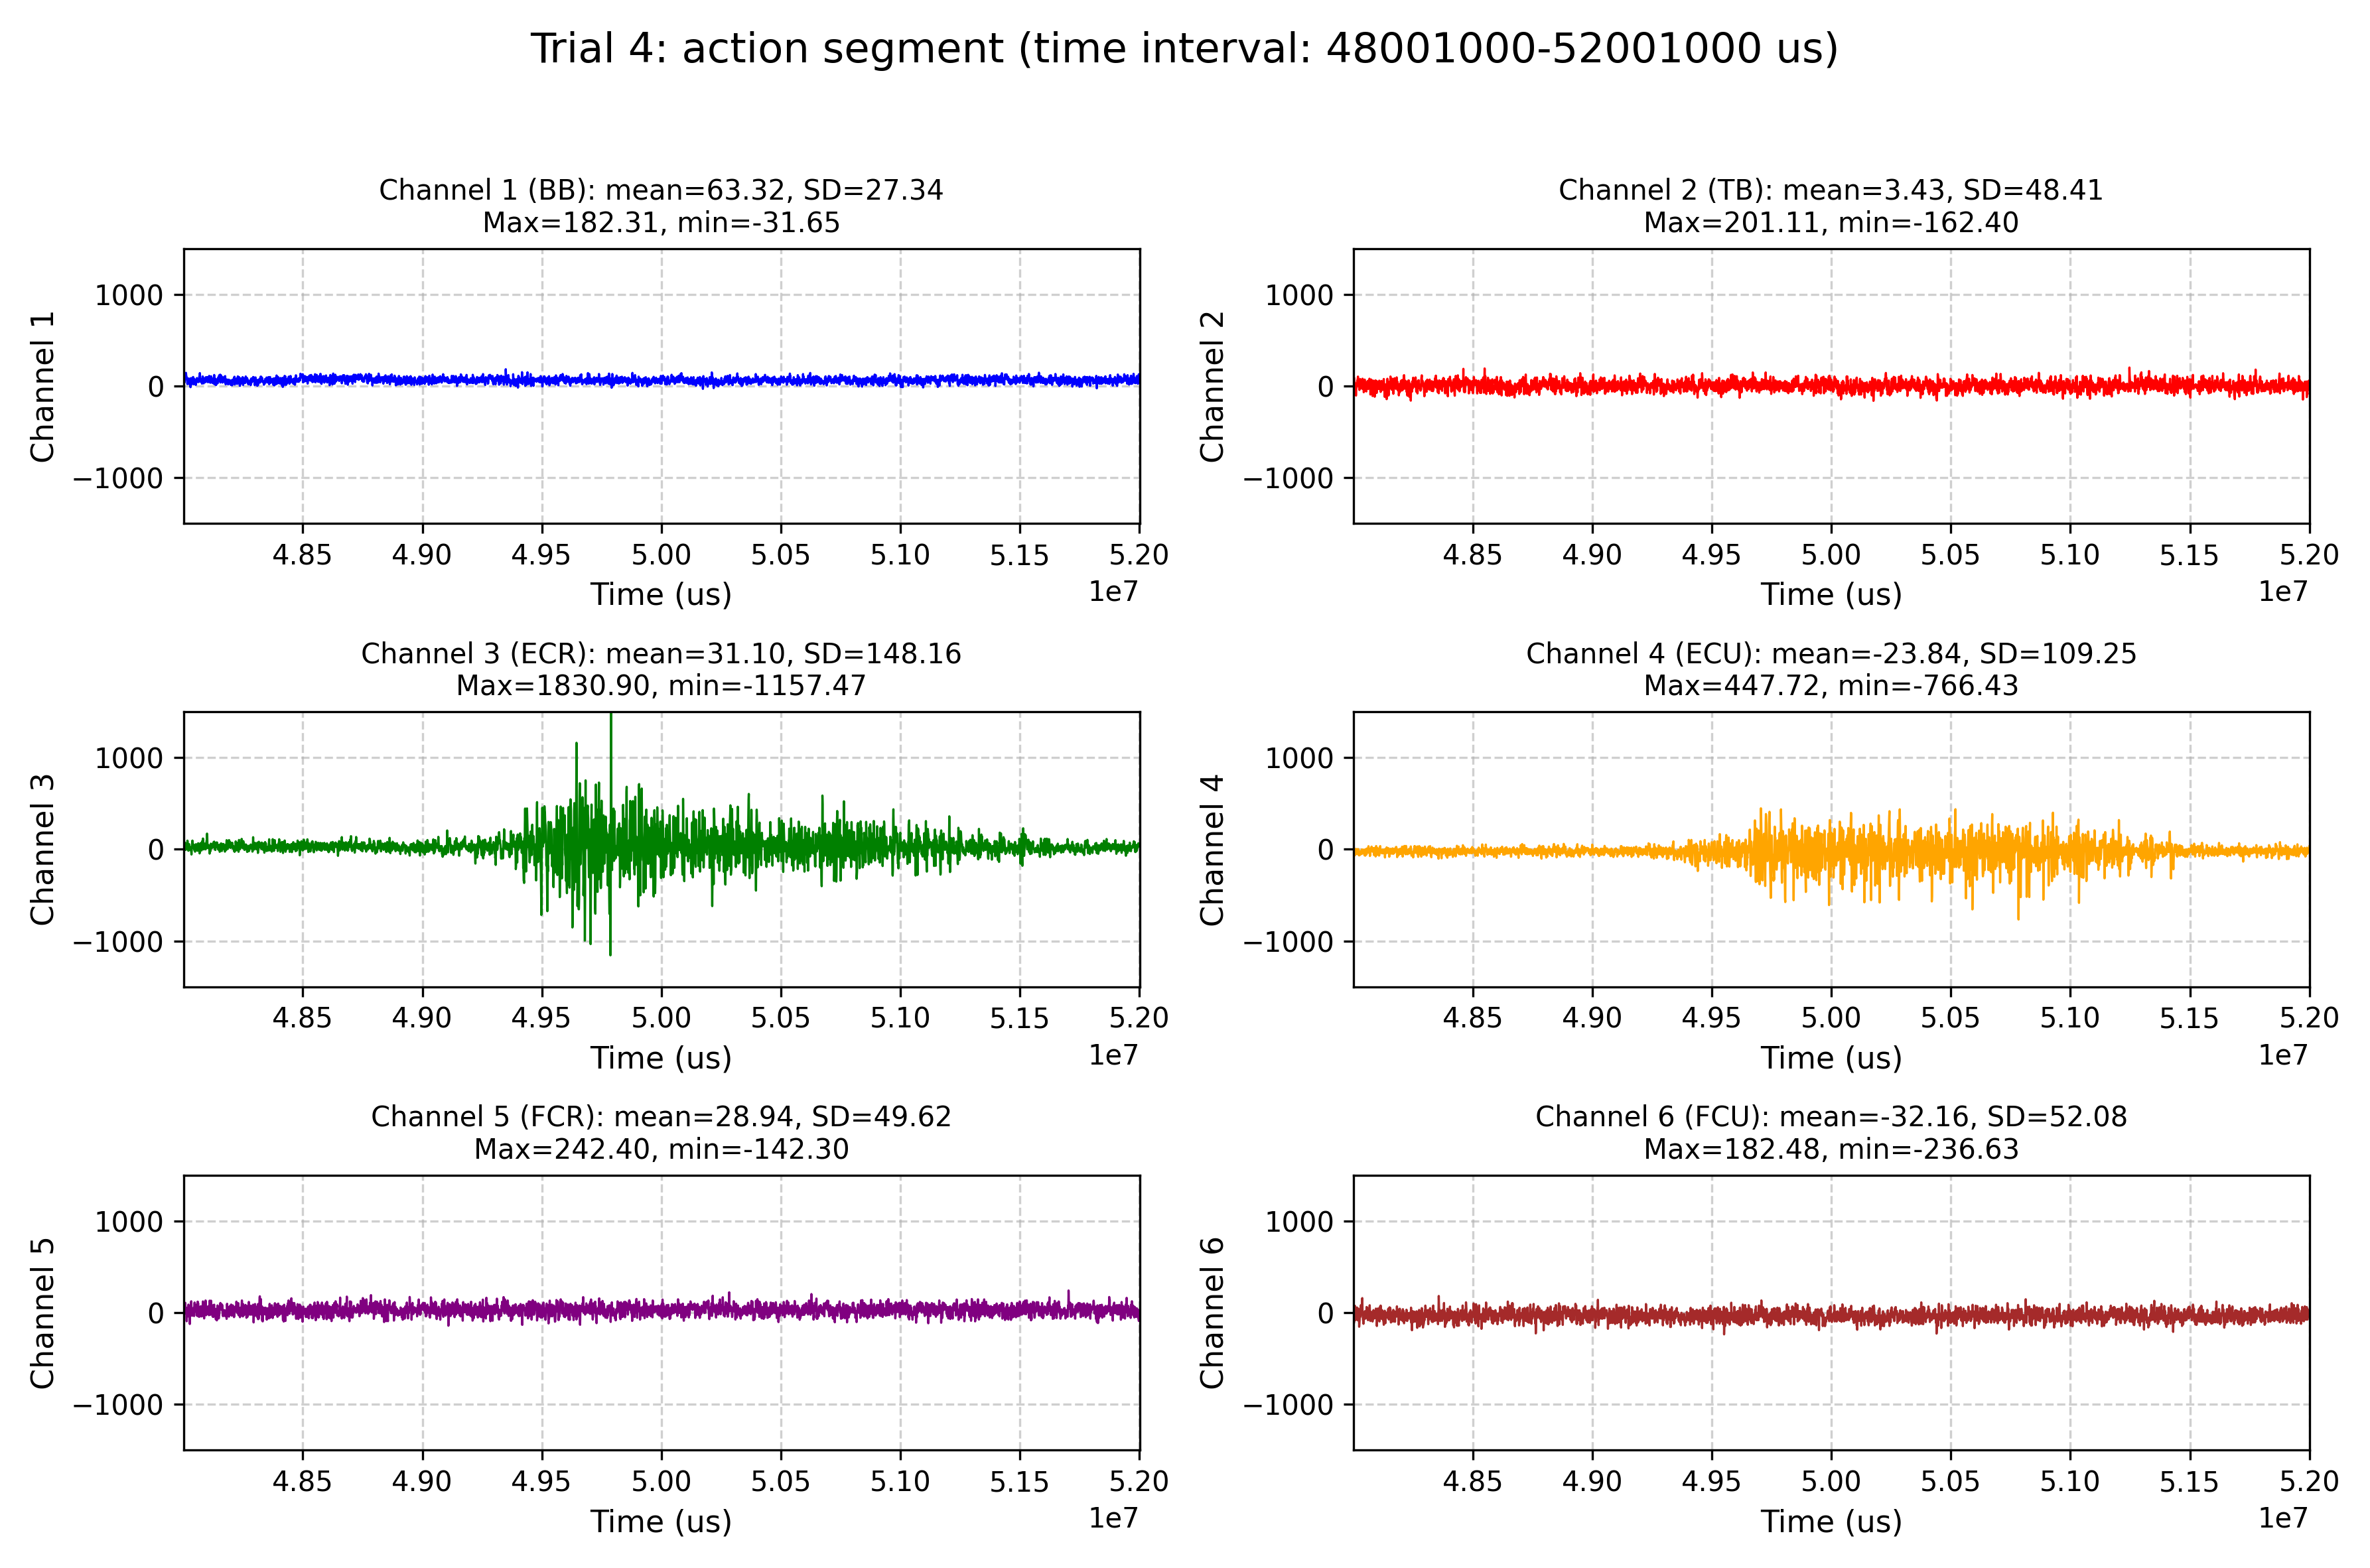 Trial 4: action segment (time interval: 48001000-52001000 us)
Channel 1 (BB): mean=63.32, SD=27.34
Max=182.31, min=-31.65
Channel 1
1000
0
−1000
4.85 4.90 4.95 5.00 5.05 5.10 5.15 5.20
Time (us)
1e7
Channel 2 (TB): mean=3.43, SD=48.41
Max=201.11, min=-162.40
Channel 2
1000
0
−1000
4.85 4.90 4.95 5.00 5.05 5.10 5.15 5.20
Time (us)
1e7
Channel 3 (ECR): mean=31.10, SD=148.16
Max=1830.90, min=-1157.47
Channel 3
1000
0
−1000
4.85 4.90 4.95 5.00 5.05 5.10 5.15 5.20
Time (us)
1e7
Channel 4 (ECU): mean=-23.84, SD=109.25
Max=447.72, min=-766.43
Channel 4
1000
0
−1000
4.85 4.90 4.95 5.00 5.05 5.10 5.15 5.20
Time (us)
1e7
Channel 5 (FCR): mean=28.94, SD=49.62
Max=242.40, min=-142.30
Channel 5
1000
0
−1000
4.85 4.90 4.95 5.00 5.05 5.10 5.15 5.20
Time (us)
1e7
Channel 6 (FCU): mean=-32.16, SD=52.08
Max=182.48, min=-236.63
Channel 6
1000
0
−1000
4.85 4.90 4.95 5.00 5.05 5.10 5.15 5.20
Time (us)
1e7